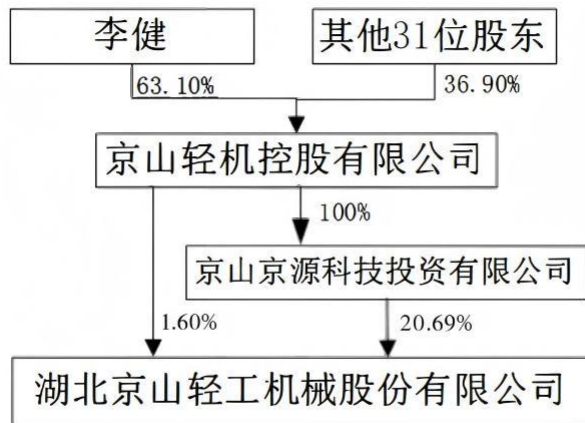 李健
其他31位股东
63.10%
36.90%
京山轻机控股有限公司
100%
京山京源科技投资有限公司
1.60%
20.69%
湖北京山轻工机械股份有限公司